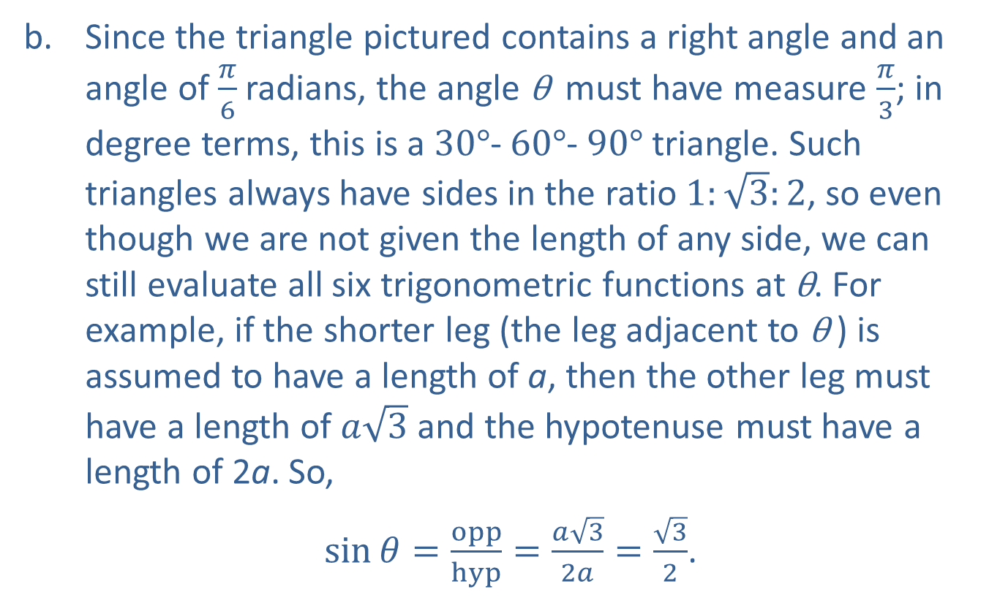 b. Since the triangle pictured contains a right angle and an
angle of $\frac{\pi}{6}$ radians, the angle $\theta$ must have measure $\frac{\pi}{3}$; in
degree terms, this is a 30°- 60°- 90° triangle. Such
triangles always have sides in the ratio $1:\sqrt{3}:2$, so even
though we are not given the length of any side, we can
still evaluate all six trigonometric functions at $\theta$. For
example, if the shorter leg (the leg adjacent to $\theta$) is
assumed to have a length of a, then the other leg must
have a length of $a\sqrt{3}$ and the hypotenuse must have a
length of 2a. So,
$\sin \theta = \frac{\text{opp}}{\text{hyp}} = \frac{a\sqrt{3}}{2a} = \frac{\sqrt{3}}{2}.$